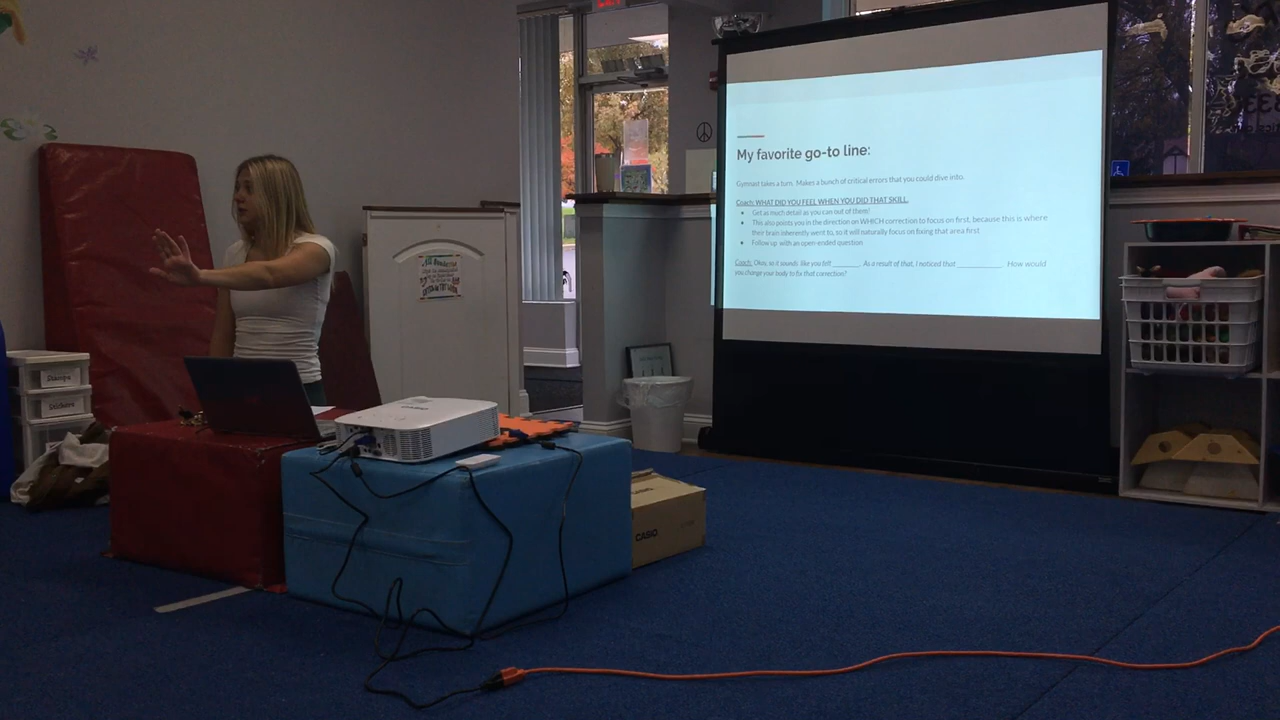 EXIT
My favorite go-to line:
Gymnast takes a turn. Makes a bunch of critical errors that you could dive into.
Coach: WHAT DID YOU FEEL WHEN YOU DID THAT SKILL.
Get as much detail as you can out of them!
This also points you in the direction on WHICH correction to focus on first, because this is where
their brain inherently went to, so it will naturally focus on fixing that area first
Follow up with an open-ended question
Coach: Okay, so it sounds like you felt ________. As a result of that, I noticed that ____________. How would
you change your body to fix that correction?
Stamps
Stickers
CASIO
CASIO